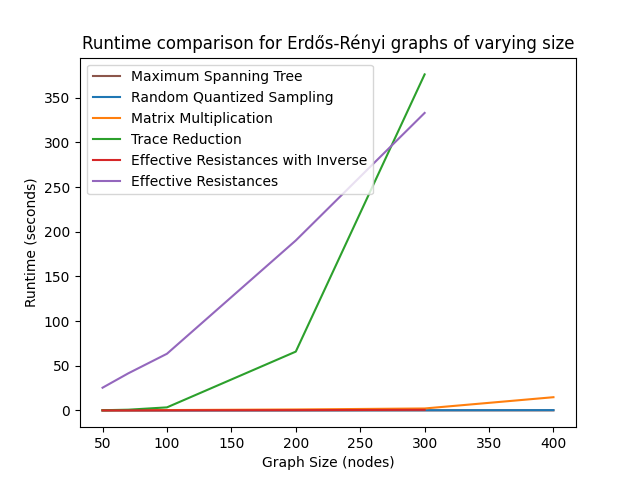 Runtime comparison for Erdős-Rényi graphs of varying size
Maximum Spanning Tree
Random Quantized Sampling
Matrix Multiplication
Trace Reduction
Effective Resistances with Inverse
Effective Resistances
Runtime (seconds)
350
300
250
200
150
100
50
0
50 100 150 200 250 300 350 400
Graph Size (nodes)